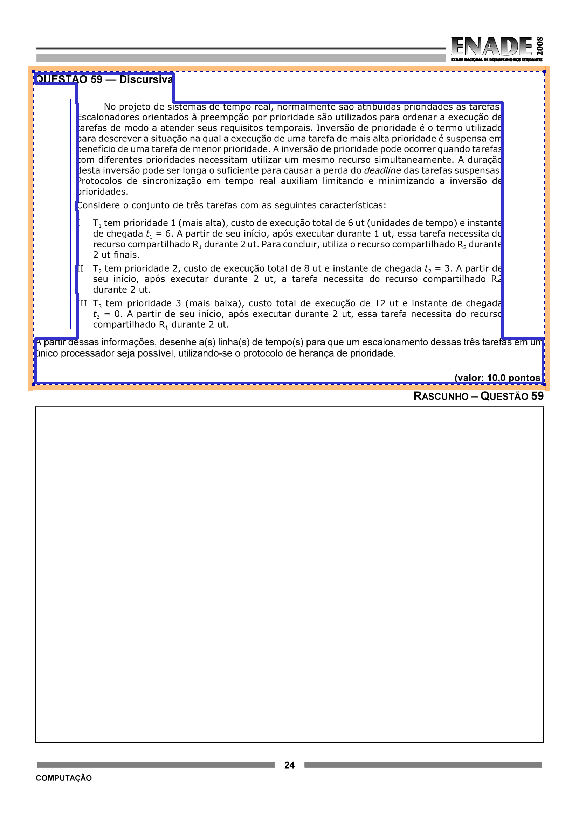 ENADE 2008
EXAME NACIONAL DE DESEMPENHO DOS ESTUDANTES
QUESTÃO 59 — Discursiva
No projeto de sistemas de tempo real, normalmente são atribuídas prioridades às tarefas.
Escalonadores orientados à preempção por prioridade são utilizados para ordenar a execução de
tarefas de modo a atender seus requisitos temporais. Inversão de prioridade é o termo utilizado
para descrever a situação na qual a execução de uma tarefa de mais alta prioridade é suspensa em
benefício de uma tarefa de menor prioridade. A inversão de prioridade pode ocorrer quando tarefas
com diferentes prioridades necessitam utilizar um mesmo recurso simultaneamente. A duração
desta inversão pode ser longa o suficiente para causar a perda do deadline das tarefas suspensas.
Protocolos de sincronização em tempo real auxiliam limitando e minimizando a inversão de
prioridades.
Considere o conjunto de três tarefas com as seguintes características:
I T₁ tem prioridade 1 (mais alta), custo de execução total de 6 ut (unidades de tempo) e instante
de chegada t₁ = 6. A partir de seu início, após executar durante 1 ut, essa tarefa necessita do
recurso compartilhado R₁ durante 2 ut. Para concluir, utiliza o recurso compartilhado R₂ durante
2 ut finais.
II T₂ tem prioridade 2, custo de execução total de 8 ut e instante de chegada t₂ = 3. A partir de
seu início, após executar durante 2 ut, a tarefa necessita do recurso compartilhado R2
durante 2 ut.
III T₃ tem prioridade 3 (mais baixa), custo total de execução de 12 ut e instante de chegada
t₃ = 0. A partir de seu início, após executar durante 2 ut, essa tarefa necessita do recurso
compartilhado R₁ durante 2 ut.
A partir dessas informações, desenhe a(s) linha(s) de tempo(s) para que um escalonamento dessas três tarefas em um
único processador seja possível, utilizando-se o protocolo de herança de prioridade.
(valor: 10,0 pontos)
RASCUNHO – QUESTÃO 59
24
COMPUTAÇÃO